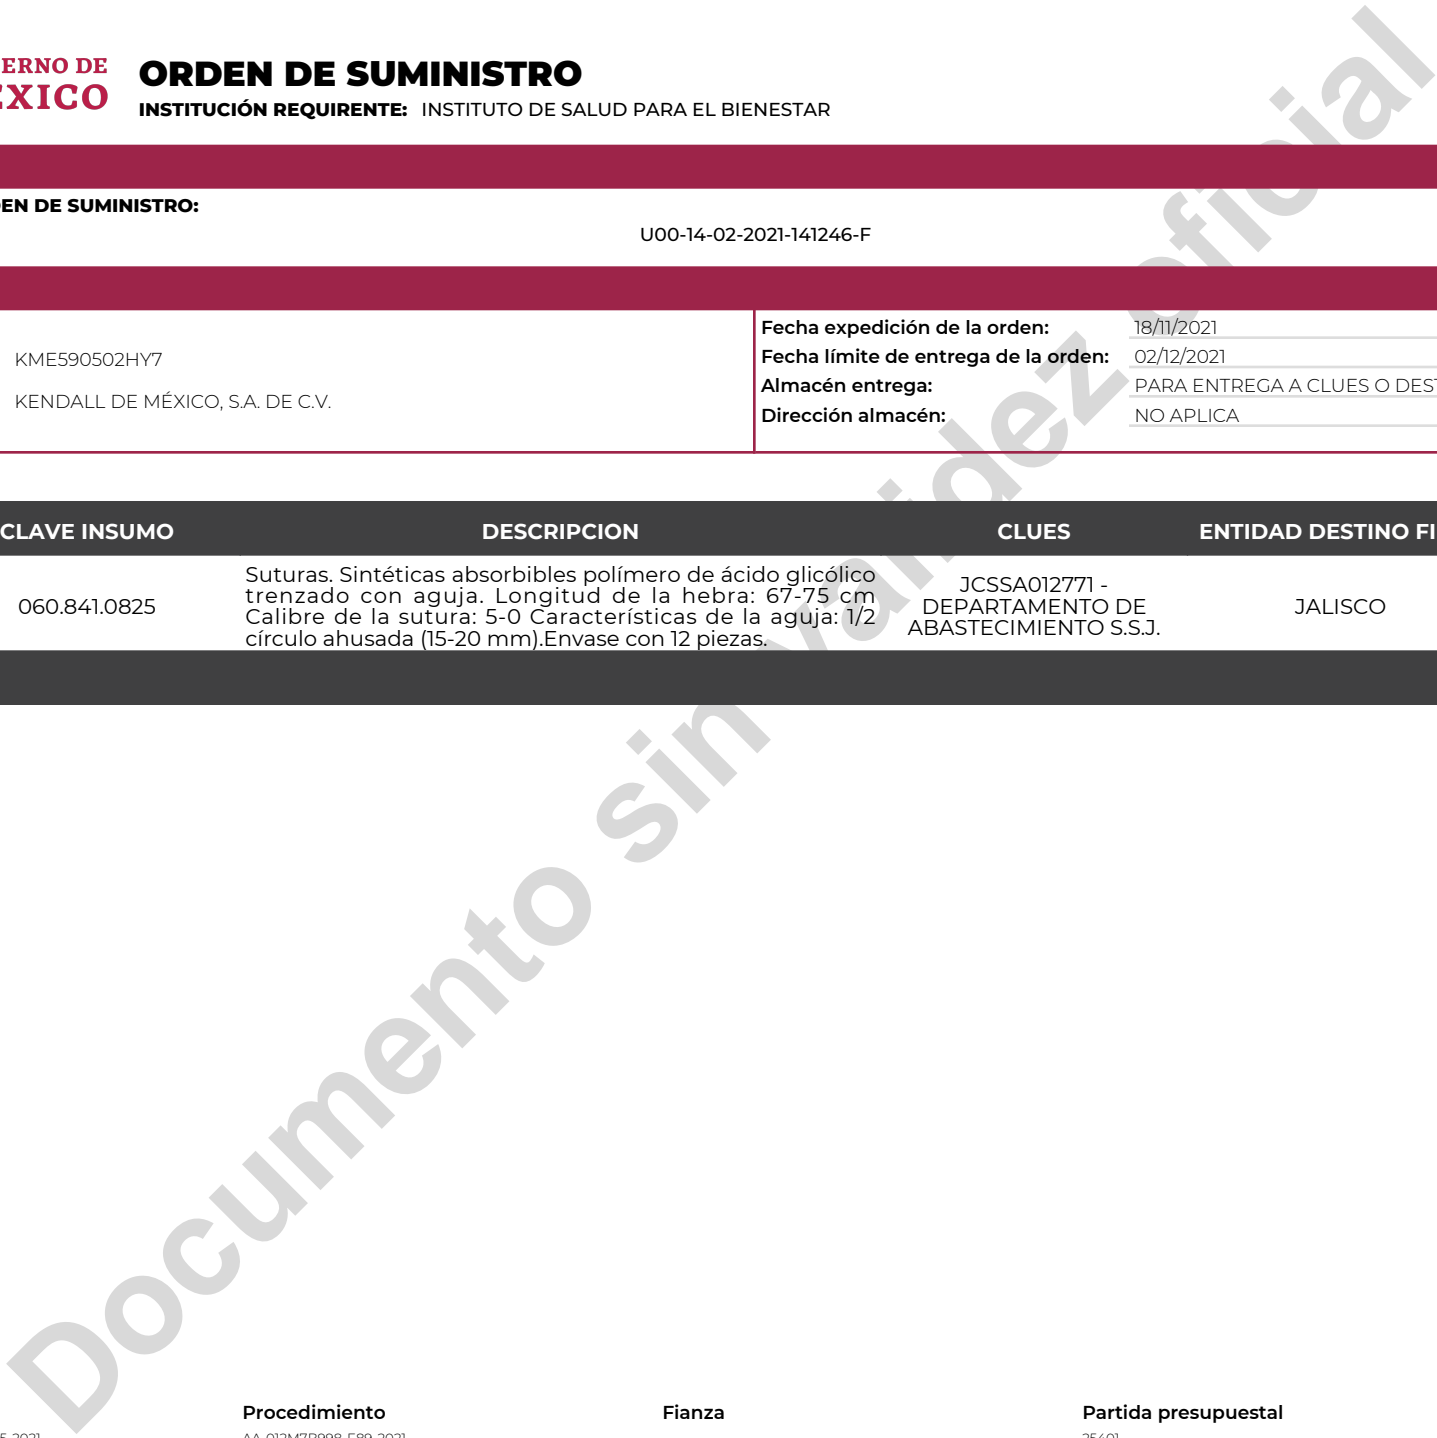 ERNO DE
ÉXICO
ORDEN DE SUMINISTRO
INSTITUCIÓN REQUIRENTE: INSTITUTO DE SALUD PARA EL BIENESTAR
EN DE SUMINISTRO:
U00-14-02-2021-141246-F
KME590502HY7
KENDALL DE MÉXICO, S.A. DE C.V.
Fecha expedición de la orden: 18/11/2021
Fecha límite de entrega de la orden: 02/12/2021
Almacén entrega: PARA ENTREGA A CLUES O DEST
Dirección almacén: NO APLICA
CLAVE INSUMO DESCRIPCION CLUES ENTIDAD DESTINO FI
060.841.0825
Suturas. Sintéticas absorbibles polímero de ácido glicólico
trenzado con aguja. Longitud de la hebra: 67-75 cm
Calibre de la sutura: 5-0 Características de la aguja: 1/2
círculo ahusada (15-20 mm).Envase con 12 piezas.
JCSSA012771 -
DEPARTAMENTO DE
ABASTECIMIENTO S.S.J.
JALISCO
Documento sin validez oficial
Procedimiento Fianza Partida presupuestal